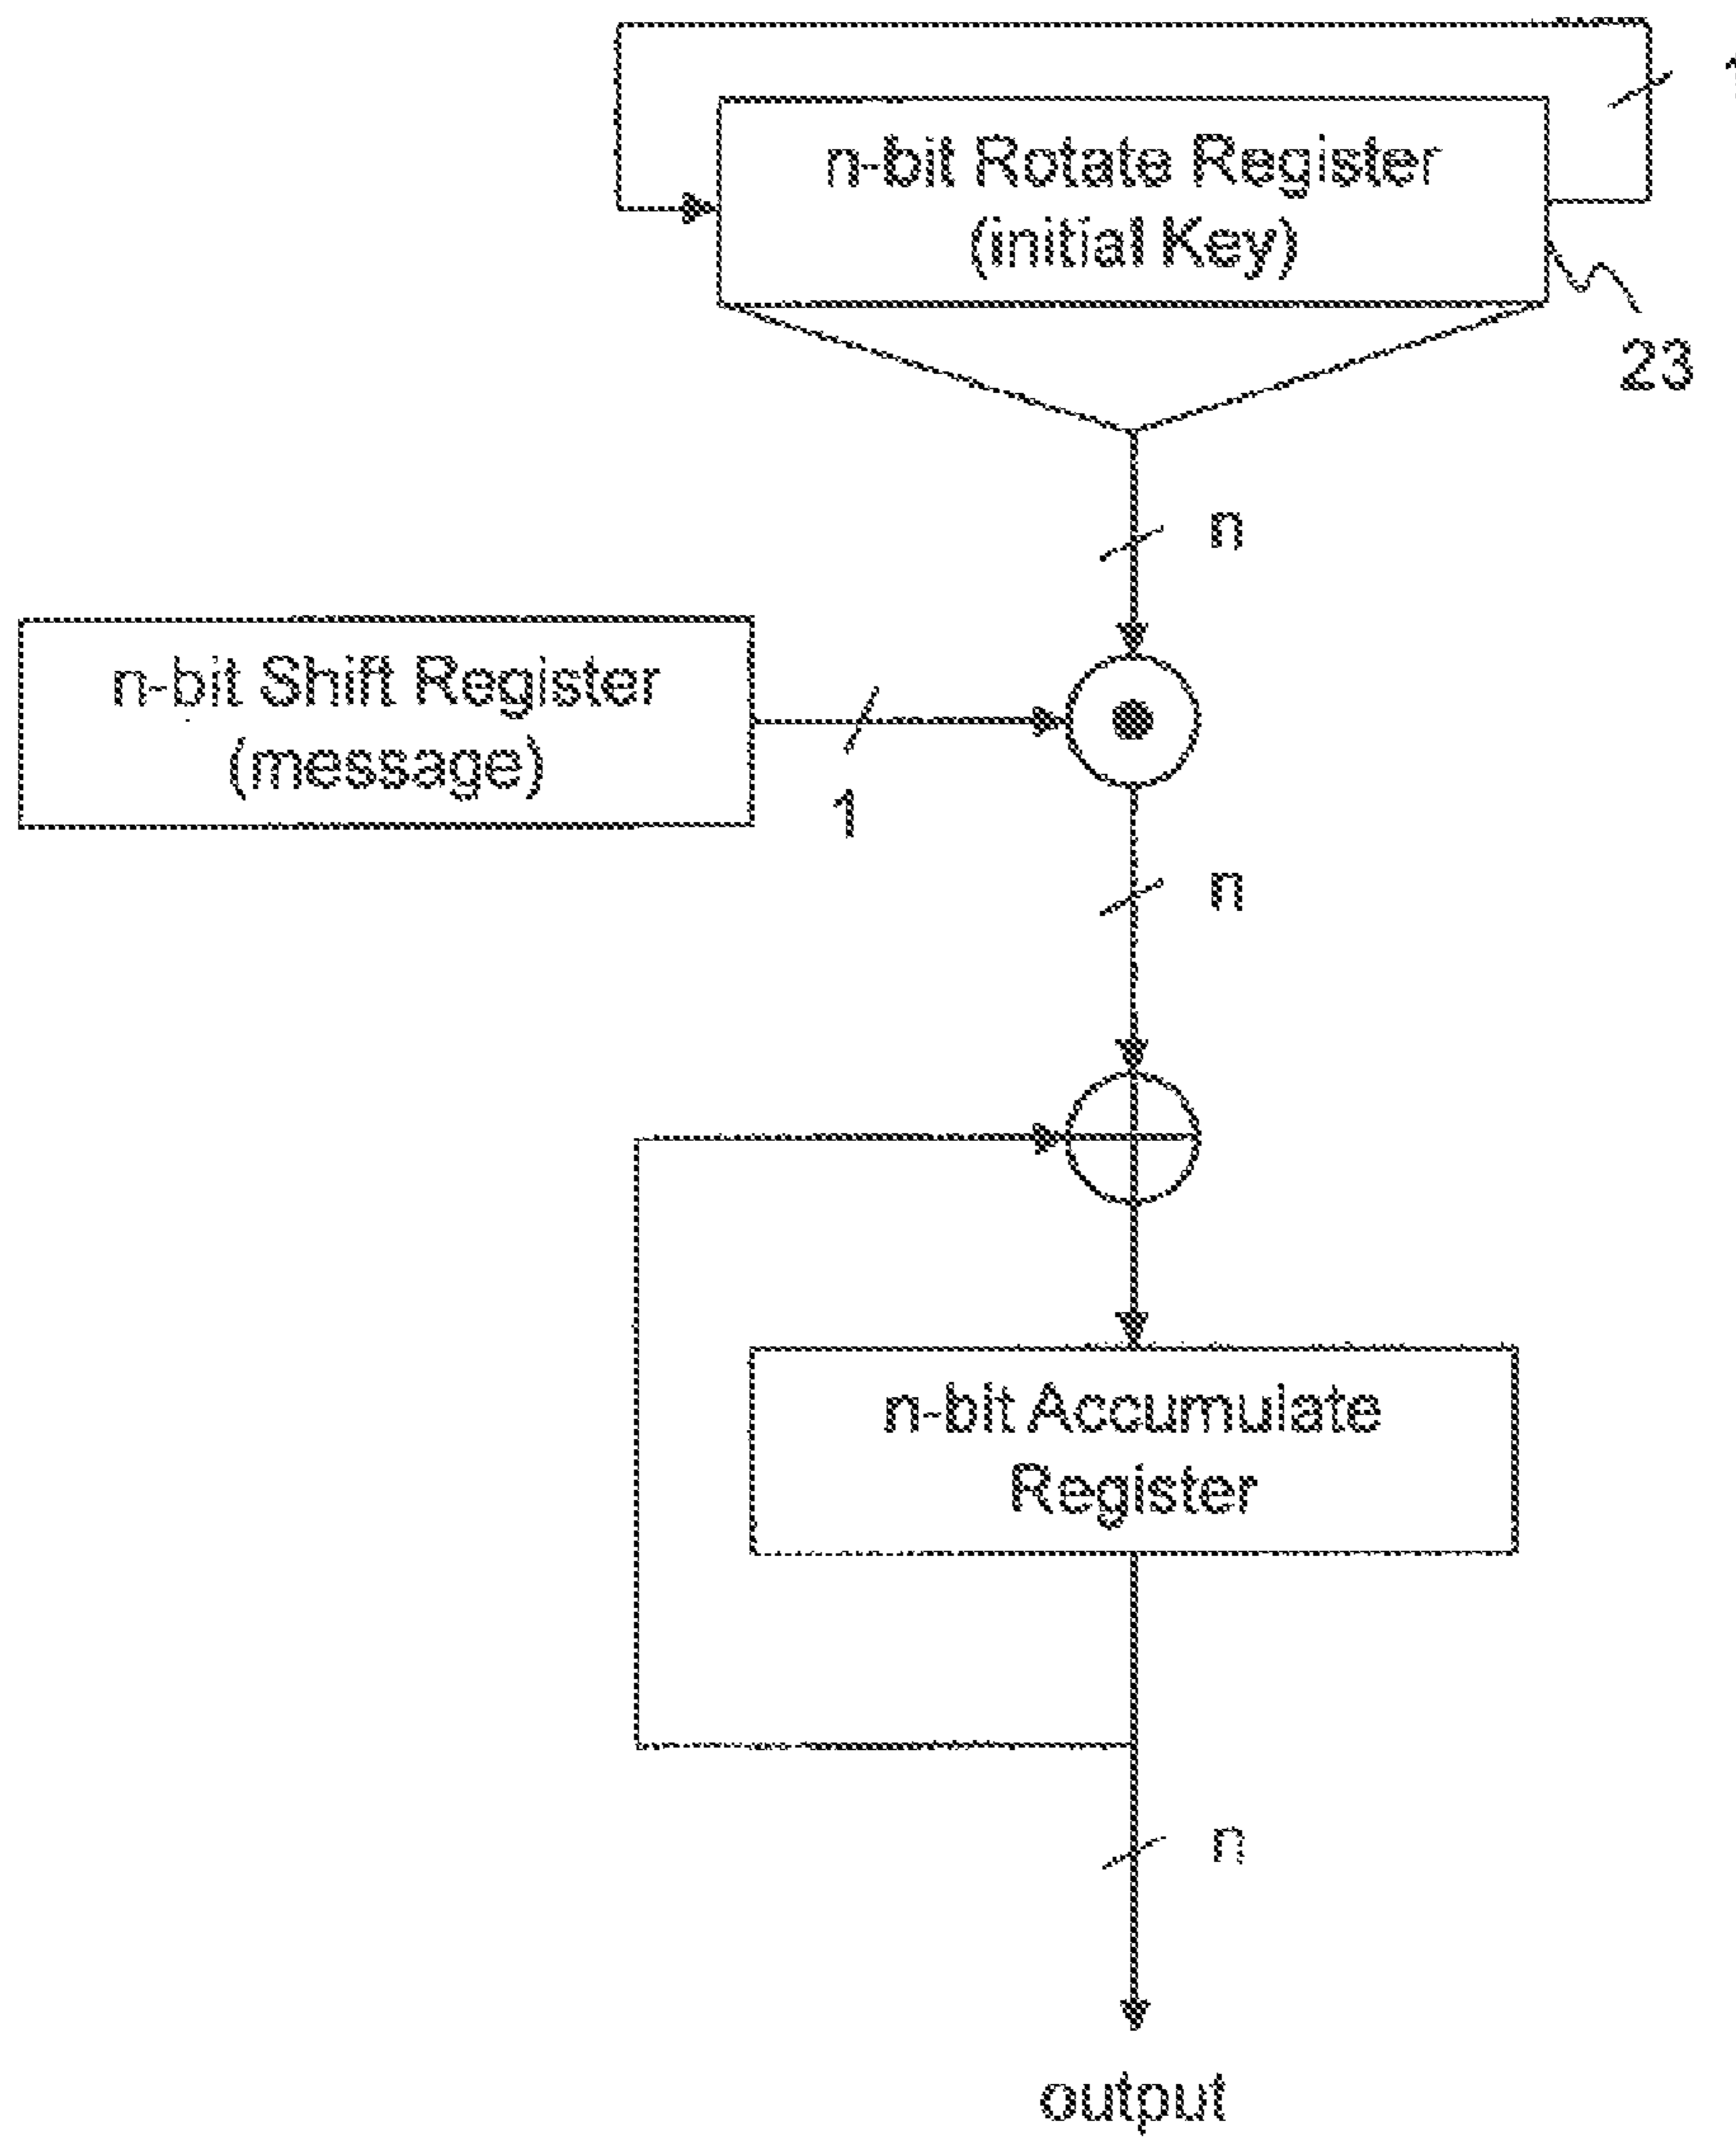 1
n-bit Rotate Register
(initial Key)
23
n
n-bit Shift Register
(message)
1
n
n-bit Accumulate
Register
n
output